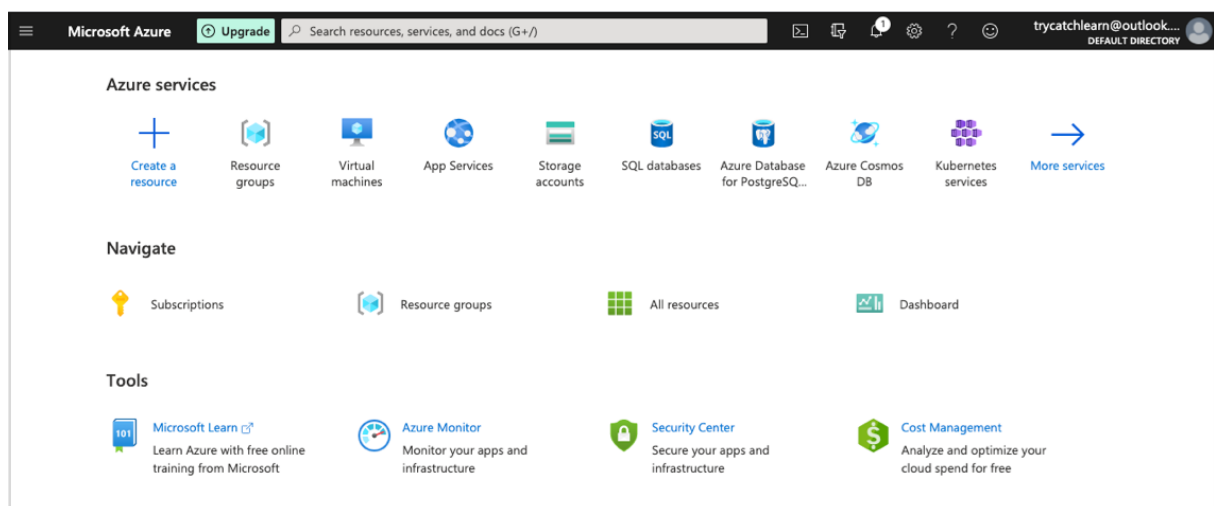 Microsoft Azure
Upgrade
Search resources, services, and docs (G+/)
1
trycatchlearn@outlook....
DEFAULT DIRECTORY
Azure services
Create a
resource
Resource
groups
Virtual
machines
App Services
Storage
accounts
SQL
SQL databases
Azure Database
for PostgreSQ...
Azure Cosmos
DB
Kubernetes
services
More services
Navigate
Subscriptions
Resource groups
All resources
Dashboard
Tools
101
Microsoft Learn
Learn Azure with free online
training from Microsoft
Azure Monitor
Monitor your apps and
infrastructure
Security Center
Secure your apps and
infrastructure
$
Cost Management
Analyze and optimize your
cloud spend for free